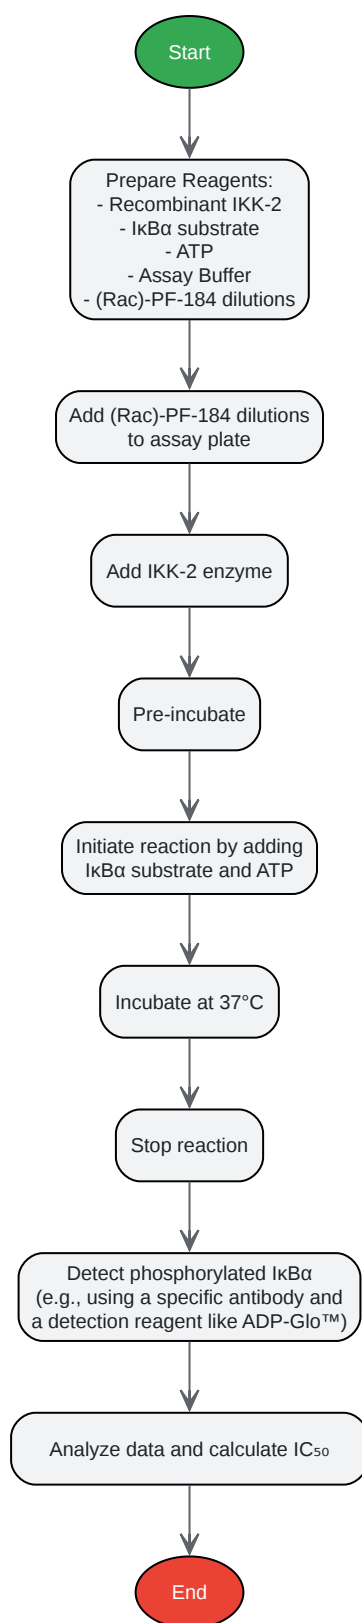 Start
Prepare Reagents:
- Recombinant IKK-2
- IκBα substrate
- ATP
- Assay Buffer
- (Rac)-PF-184 dilutions
Add (Rac)-PF-184 dilutions
to assay plate
Add IKK-2 enzyme
Pre-incubate
Initiate reaction by adding
IκBα substrate and ATP
Incubate at 37°C
Stop reaction
Detect phosphorylated IκBα
(e.g., using a specific antibody and
a detection reagent like ADP-Glo™)
Analyze data and calculate IC₅₀
End